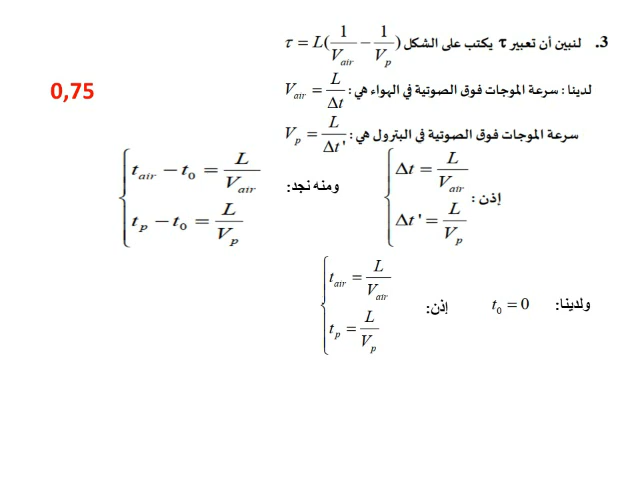 3. لنبين أن تعبير τ يكتب على الشكل τ = L(1/V_air − 1/V_p)
0,75
لدينا : سرعة الموجات فوق الصوتية في الهواء هي : V_air = L/Δt
سرعة الموجات فوق الصوتية في البترول هي : V_p = L/Δt'
إذن : { Δt = L/V_air
Δt' = L/V_p
ومنه نجد: { t_air − t_0 = L/V_air
t_p − t_0 = L/V_p
ولدينا: t_0 = 0 إذن: { t_air = L/V_air
t_p = L/V_p